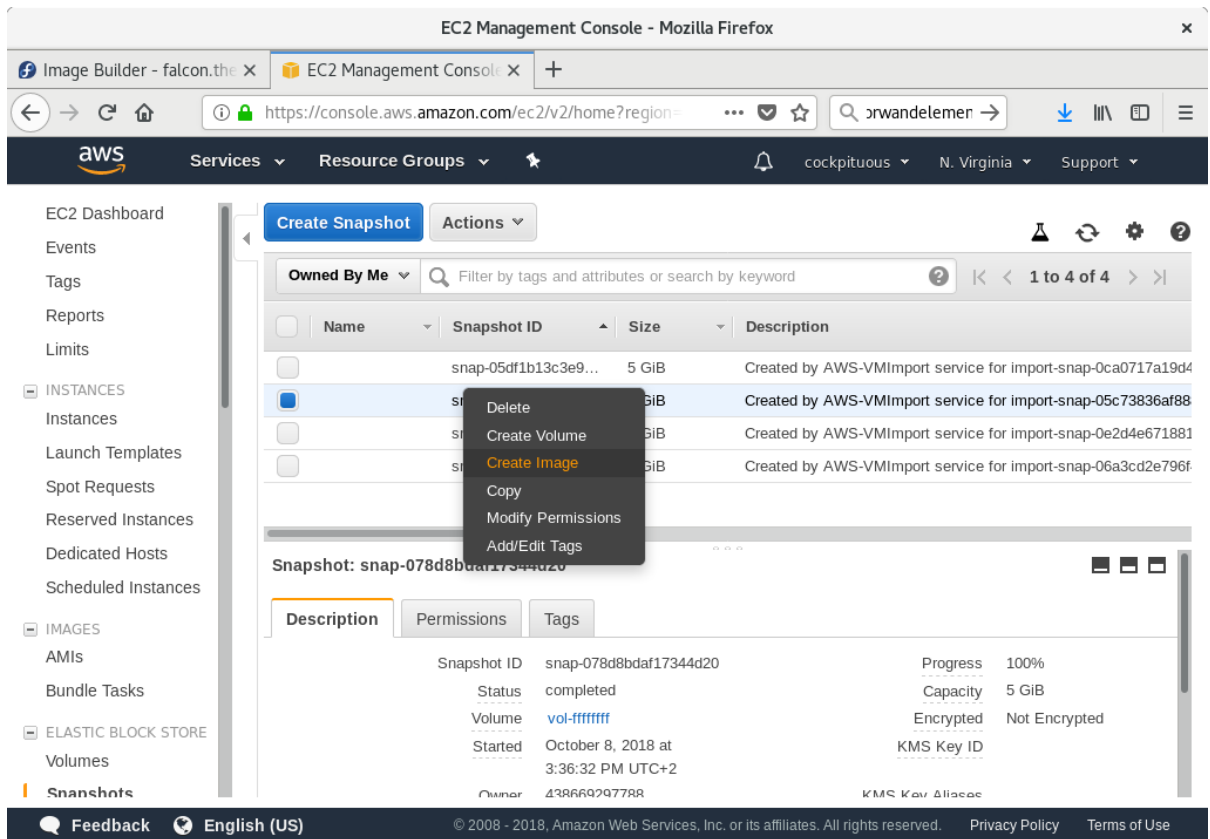 EC2 Management Console - Mozilla Firefox
Image Builder - falcon.the
EC2 Management Console
https://console.aws.amazon.com/ec2/v2/home?region=
orwandelemen
aws
Services
Resource Groups
cockpituous
N. Virginia
Support
EC2 Dashboard
Events
Tags
Reports
Limits
INSTANCES
Instances
Launch Templates
Spot Requests
Reserved Instances
Dedicated Hosts
Scheduled Instances
IMAGES
AMIs
Bundle Tasks
ELASTIC BLOCK STORE
Volumes
Snapshots
Create Snapshot
Actions
Owned By Me
Filter by tags and attributes or search by keyword
1 to 4 of 4
Name Snapshot ID Size Description
snap-05df1b13c3e9... 5 GiB Created by AWS-VMImport service for import-snap-0ca0717a19d4
GiB Created by AWS-VMImport service for import-snap-05c73836af88
GiB Created by AWS-VMImport service for import-snap-0e2d4e671881
GiB Created by AWS-VMImport service for import-snap-06a3cd2e796f
Delete
Create Volume
Create Image
Copy
Modify Permissions
Add/Edit Tags
Snapshot: snap-078d8bdaf17344d20
Description
Permissions
Tags
Snapshot ID snap-078d8bdaf17344d20
Progress 100%
Status completed
Capacity 5 GiB
Volume vol-ffffffff
Encrypted Not Encrypted
Started October 8, 2018 at
3:36:32 PM UTC+2
KMS Key ID
Owner 438669297788
KMS Key Aliases
Feedback
English (US)
© 2008 - 2018, Amazon Web Services, Inc. or its affiliates. All rights reserved.
Privacy Policy
Terms of Use